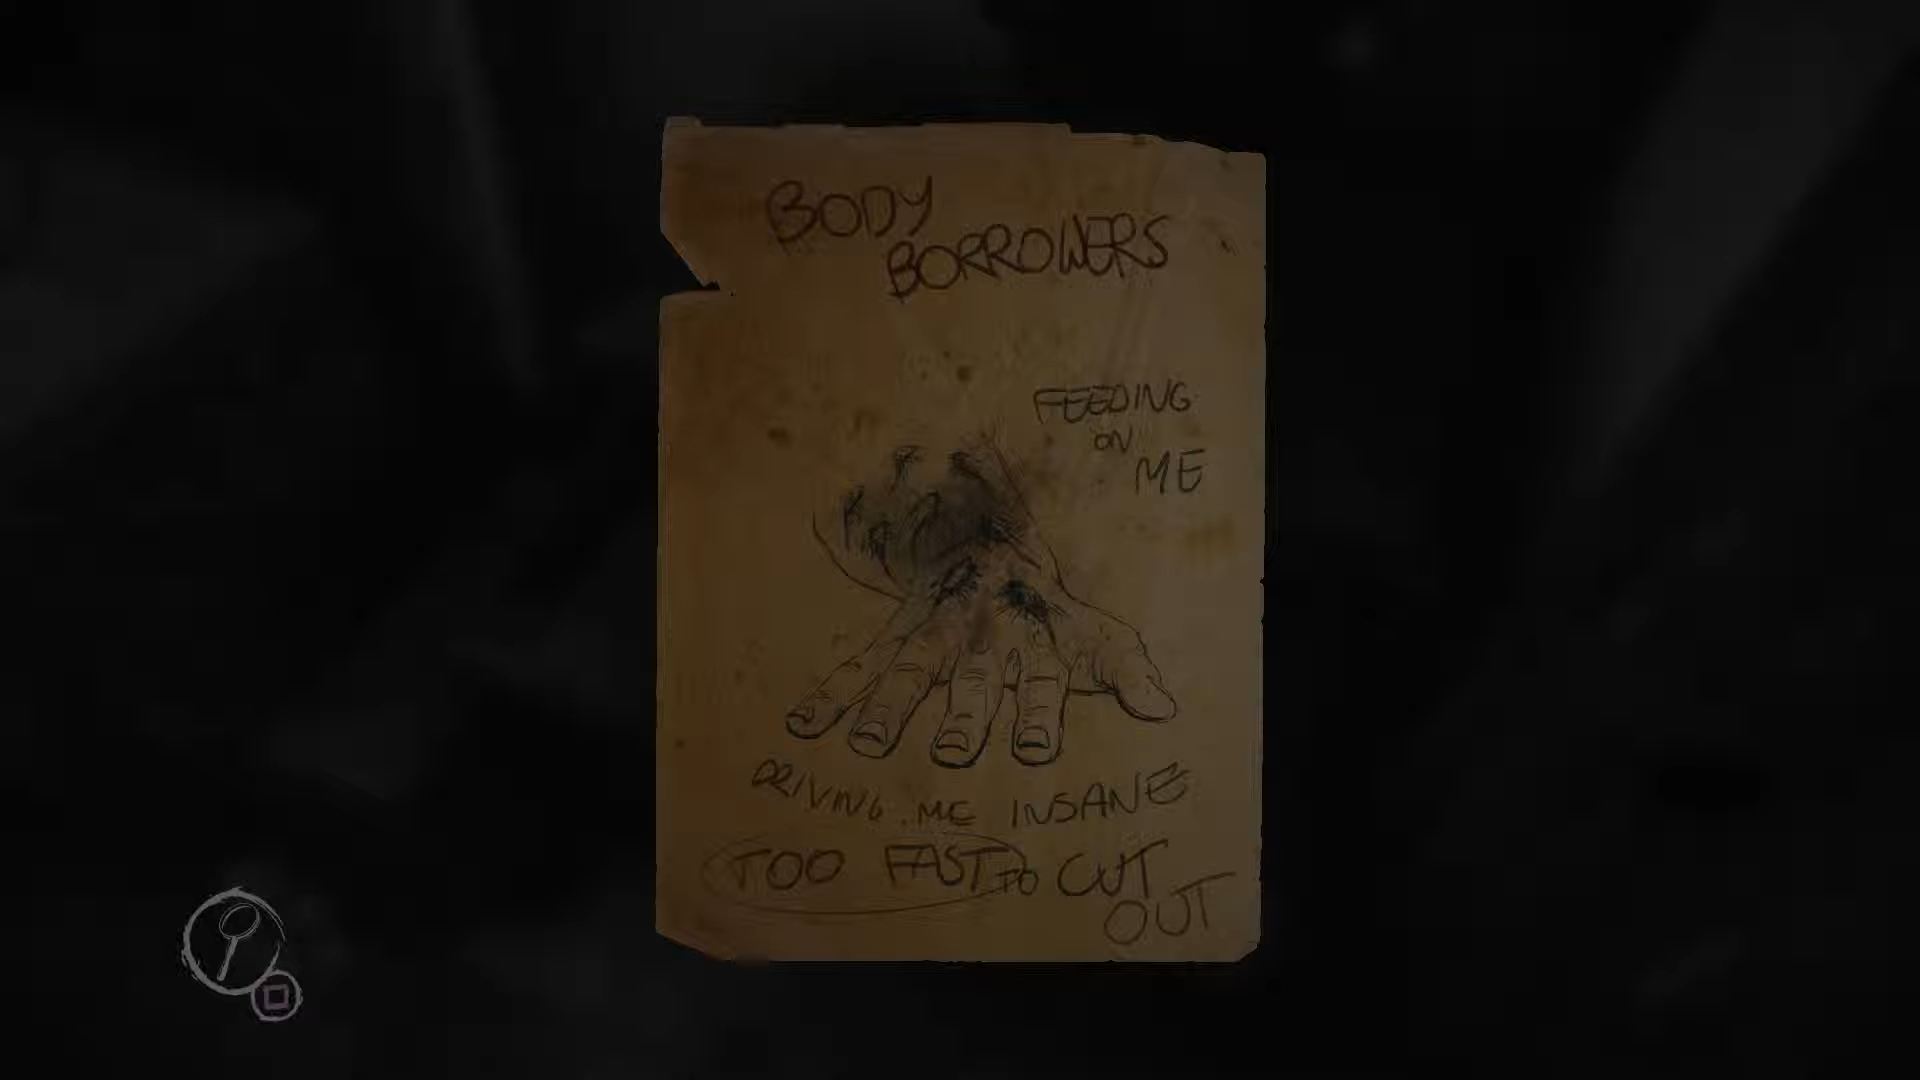 BODY
BORROWERS
FEEDING
ON
ME
DRIVING ME INSANE
TOO FAST TO CUT
OUT